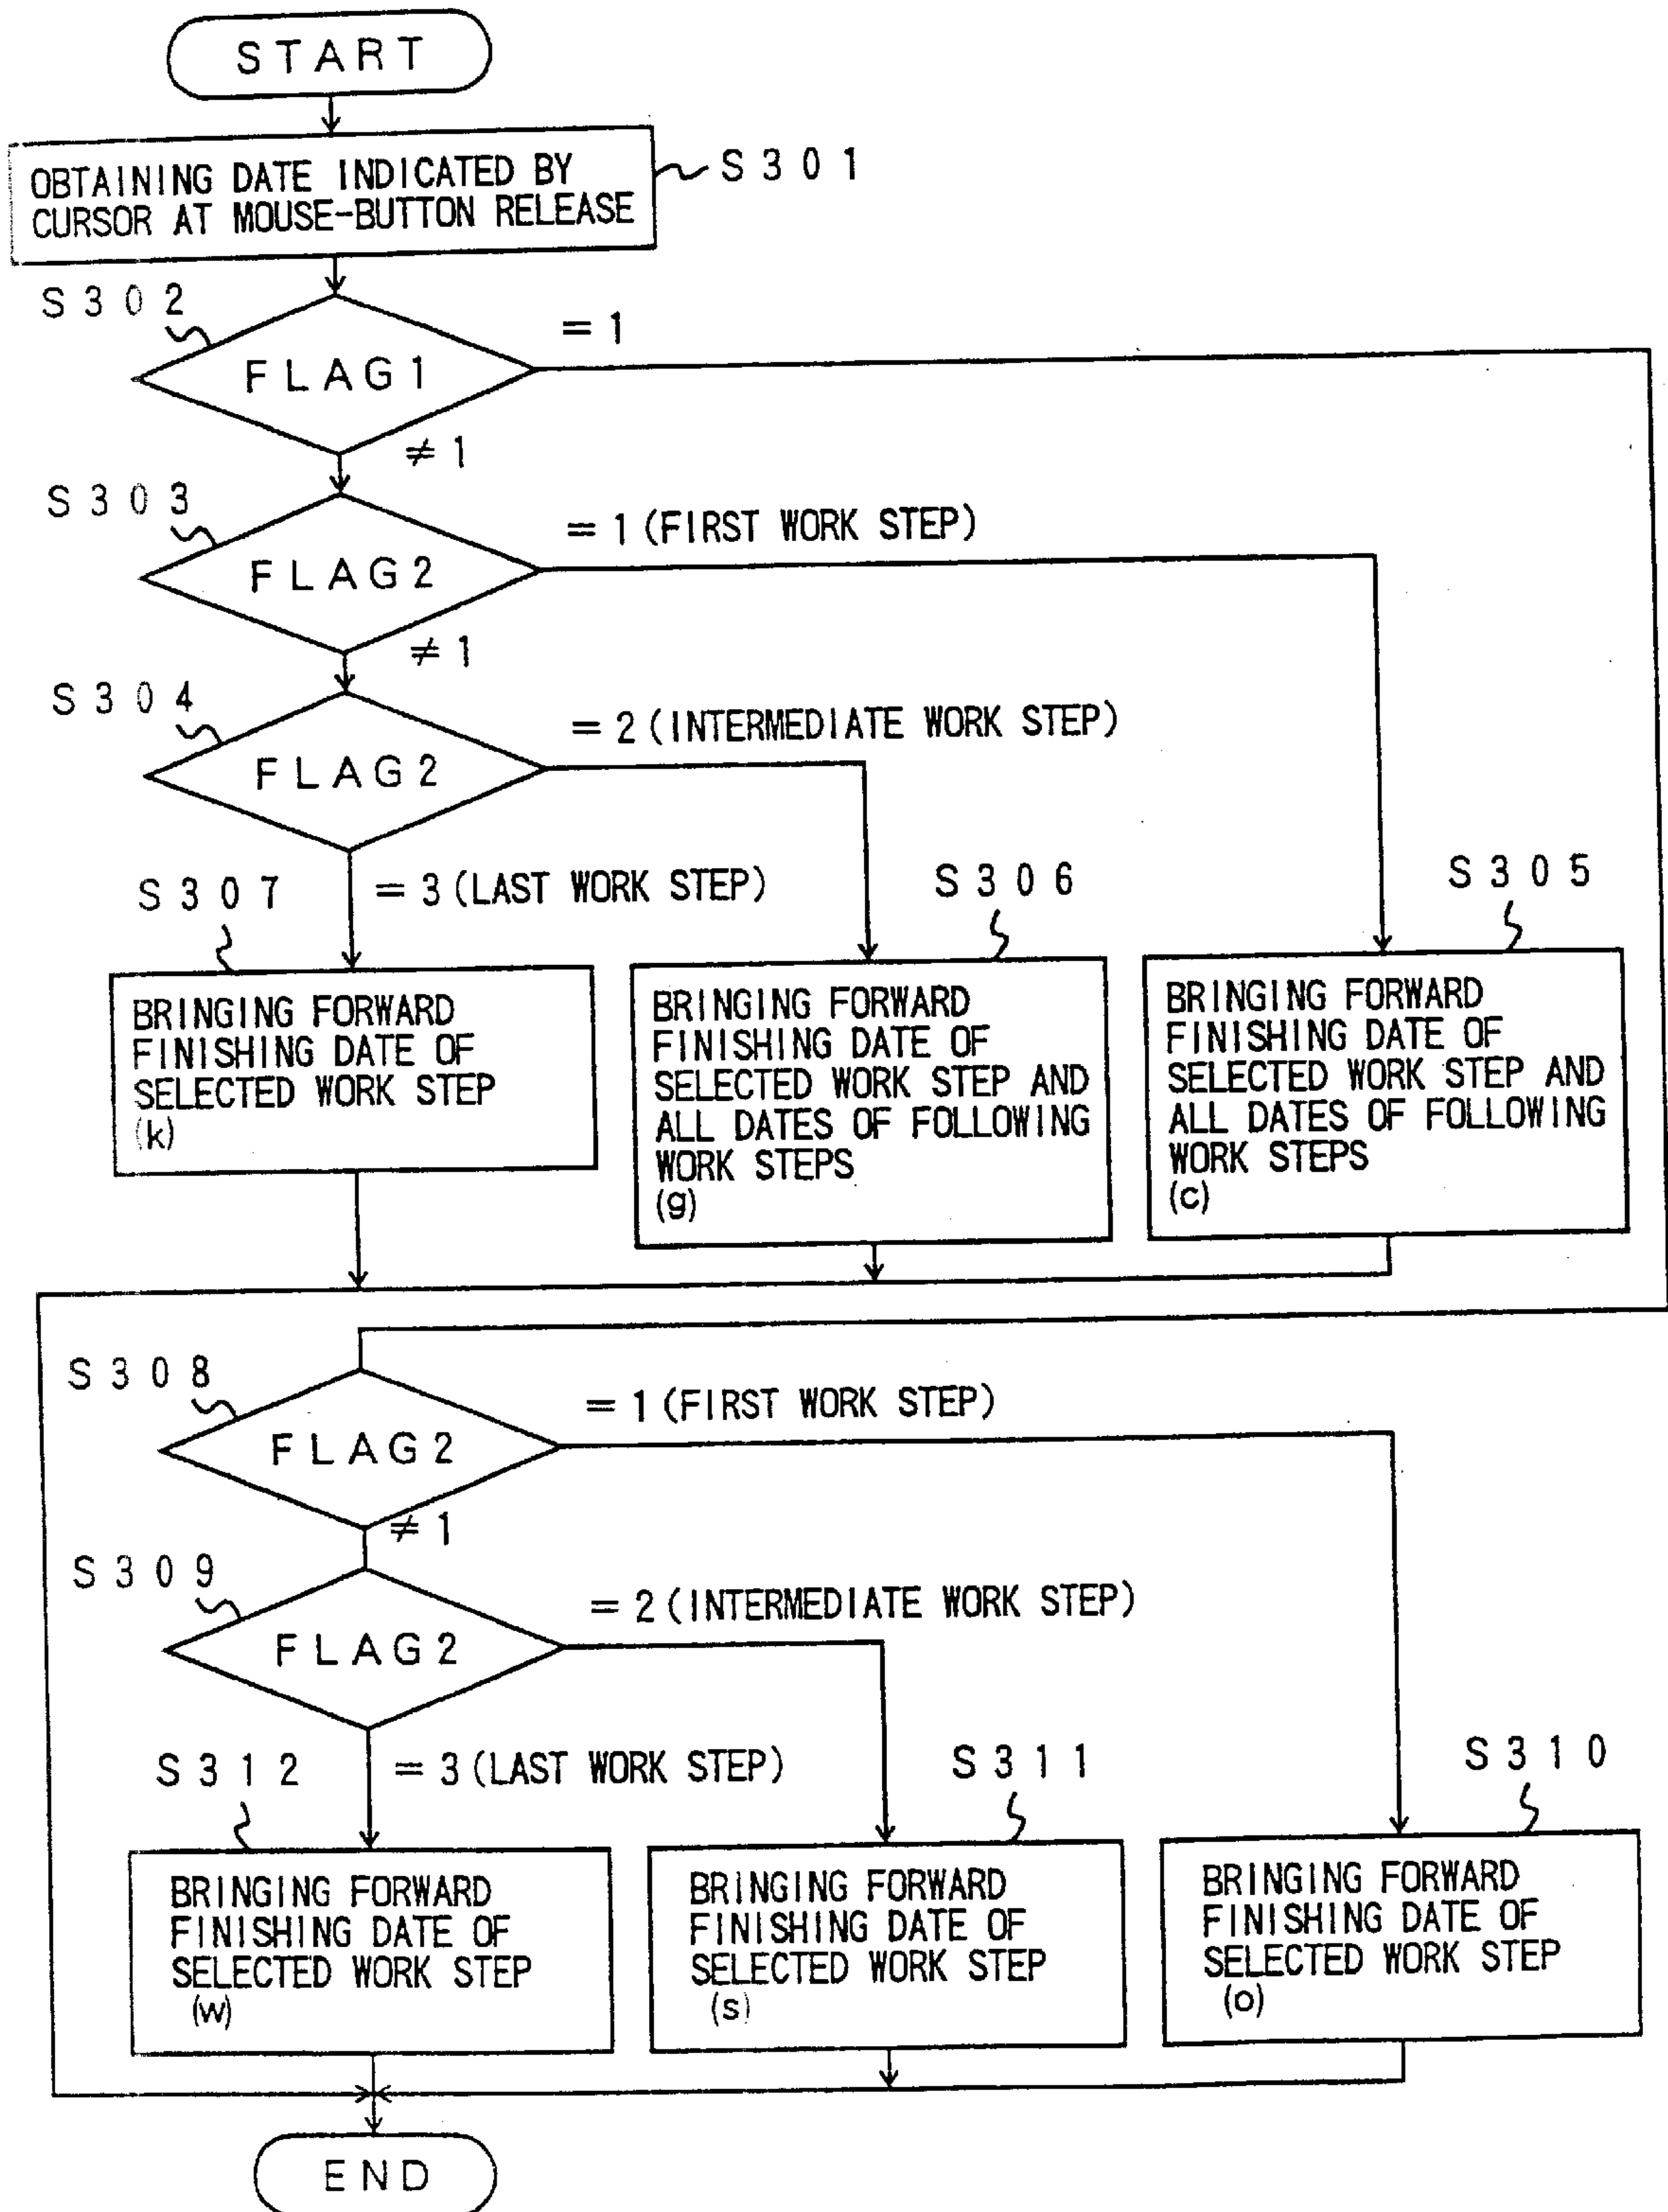 START
OBTAINING DATE INDICATED BY
CURSOR AT MOUSE-BUTTON RELEASE
S301
S302
FLAG1
= 1
≠ 1
S303
FLAG2
= 1 (FIRST WORK STEP)
≠ 1
S304
FLAG2
= 2 (INTERMEDIATE WORK STEP)
S307
= 3 (LAST WORK STEP)
S306
S305
BRINGING FORWARD
FINISHING DATE OF
SELECTED WORK STEP
(k)
BRINGING FORWARD
FINISHING DATE OF
SELECTED WORK STEP AND
ALL DATES OF FOLLOWING
WORK STEPS
(g)
BRINGING FORWARD
FINISHING DATE OF
SELECTED WORK STEP AND
ALL DATES OF FOLLOWING
WORK STEPS
(c)
S308
FLAG2
= 1 (FIRST WORK STEP)
≠ 1
S309
FLAG2
= 2 (INTERMEDIATE WORK STEP)
S312
= 3 (LAST WORK STEP)
S311
S310
BRINGING FORWARD
FINISHING DATE OF
SELECTED WORK STEP
(w)
BRINGING FORWARD
FINISHING DATE OF
SELECTED WORK STEP
(s)
BRINGING FORWARD
FINISHING DATE OF
SELECTED WORK STEP
(o)
END